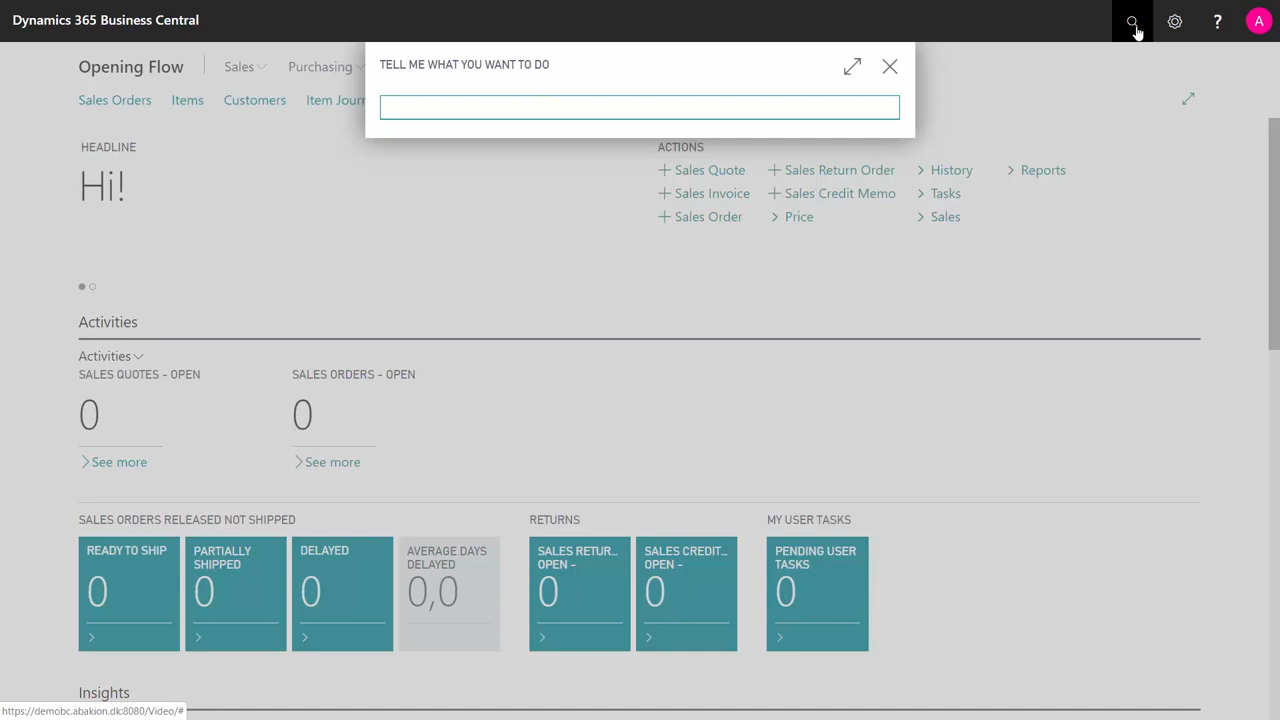 Dynamics 365 Business Central
? A
TELL ME WHAT YOU WANT TO DO
Opening Flow Sales Purchasing
Sales Orders Items Customers Item Jour
HEADLINE
Hi!
ACTIONS
Sales Quote Sales Return Order History Reports
Sales Invoice Sales Credit Memo Tasks
Sales Order Price Sales
Activities
Activities
SALES QUOTES - OPEN SALES ORDERS - OPEN
0 0
See more See more
SALES ORDERS RELEASED NOT SHIPPED RETURNS MY USER TASKS
READY TO SHIP
0
PARTIALLY
SHIPPED
0
DELAYED
0
AVERAGE DAYS
DELAYED
0,0
SALES RETUR...
OPEN -
0
SALES CREDIT...
OPEN -
0
PENDING USER
TASKS
0
Insights
https://demobc.abakion.dk:8080/Video/#